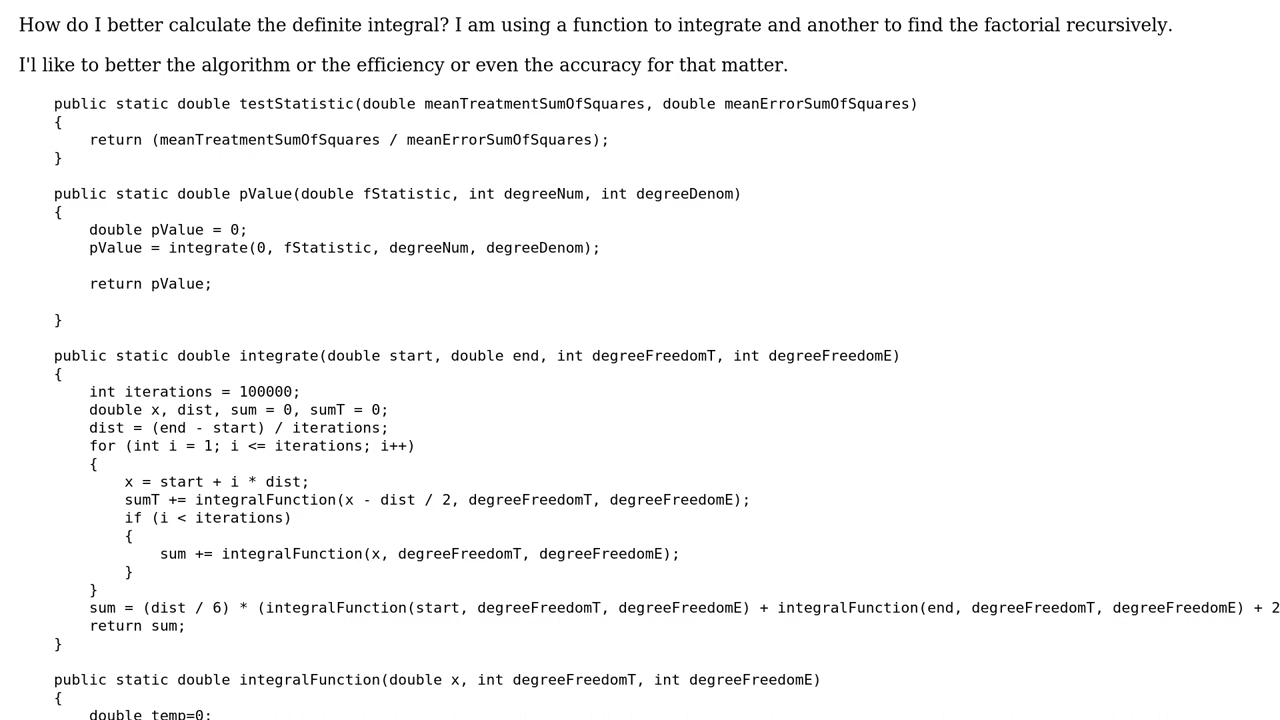 How do I better calculate the definite integral? I am using a function to integrate and another to find the factorial recursively.
I'l like to better the algorithm or the efficiency or even the accuracy for that matter.
public static double testStatistic(double meanTreatmentSumOfSquares, double meanErrorSumOfSquares)
{
return (meanTreatmentSumOfSquares / meanErrorSumOfSquares);
}
public static double pValue(double fStatistic, int degreeNum, int degreeDenom)
{
double pValue = 0;
pValue = integrate(0, fStatistic, degreeNum, degreeDenom);
return pValue;
}
public static double integrate(double start, double end, int degreeFreedomT, int degreeFreedomE)
{
int iterations = 100000;
double x, dist, sum = 0, sumT = 0;
dist = (end - start) / iterations;
for (int i = 1; i <= iterations; i++)
{
x = start + i * dist;
sumT += integralFunction(x - dist / 2, degreeFreedomT, degreeFreedomE);
if (i < iterations)
{
sum += integralFunction(x, degreeFreedomT, degreeFreedomE);
}
}
sum = (dist / 6) * (integralFunction(start, degreeFreedomT, degreeFreedomE) + integralFunction(end, degreeFreedomT, degreeFreedomE) + 2
return sum;
}
public static double integralFunction(double x, int degreeFreedomT, int degreeFreedomE)
{
double temp=0;